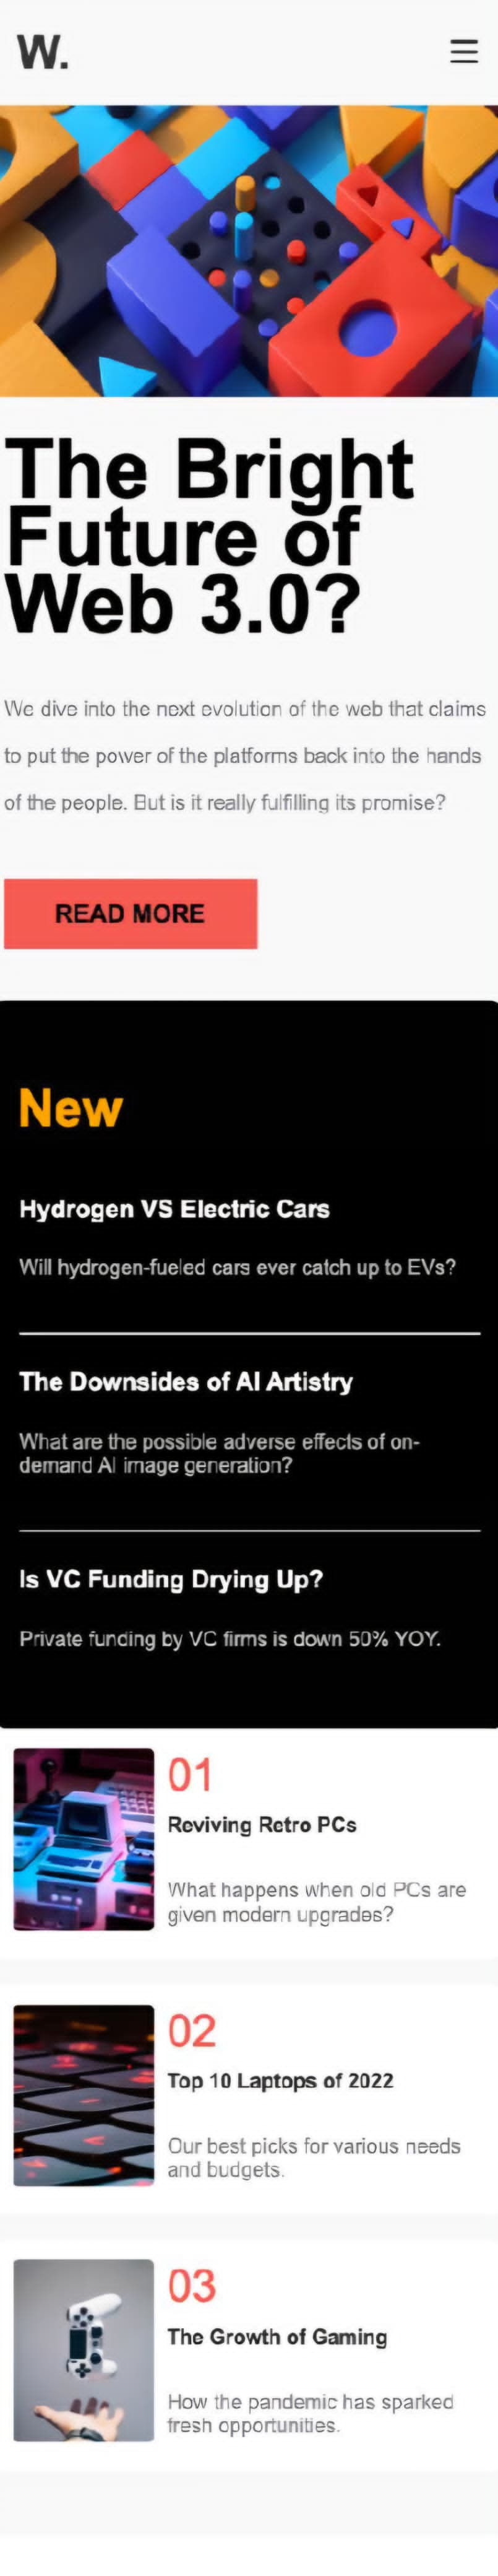 W.
The Bright
Future of
Web 3.0?
We dive into the next evolution of the web that claims
to put the power of the platforms back into the hands
of the people. But is it really fulfilling its promise?
READ MORE
New
Hydrogen VS Electric Cars
Will hydrogen-fueled cars ever catch up to EVs?
The Downsides of AI Artistry
What are the possible adverse effects of on-
demand AI image generation?
Is VC Funding Drying Up?
Private funding by VC firms is down 50% YOY.
01
Reviving Retro PCs
What happens when old PCs are
given modern upgrades?
02
Top 10 Laptops of 2022
Our best picks for various needs
and budgets.
03
The Growth of Gaming
How the pandemic has sparked
fresh opportunities.